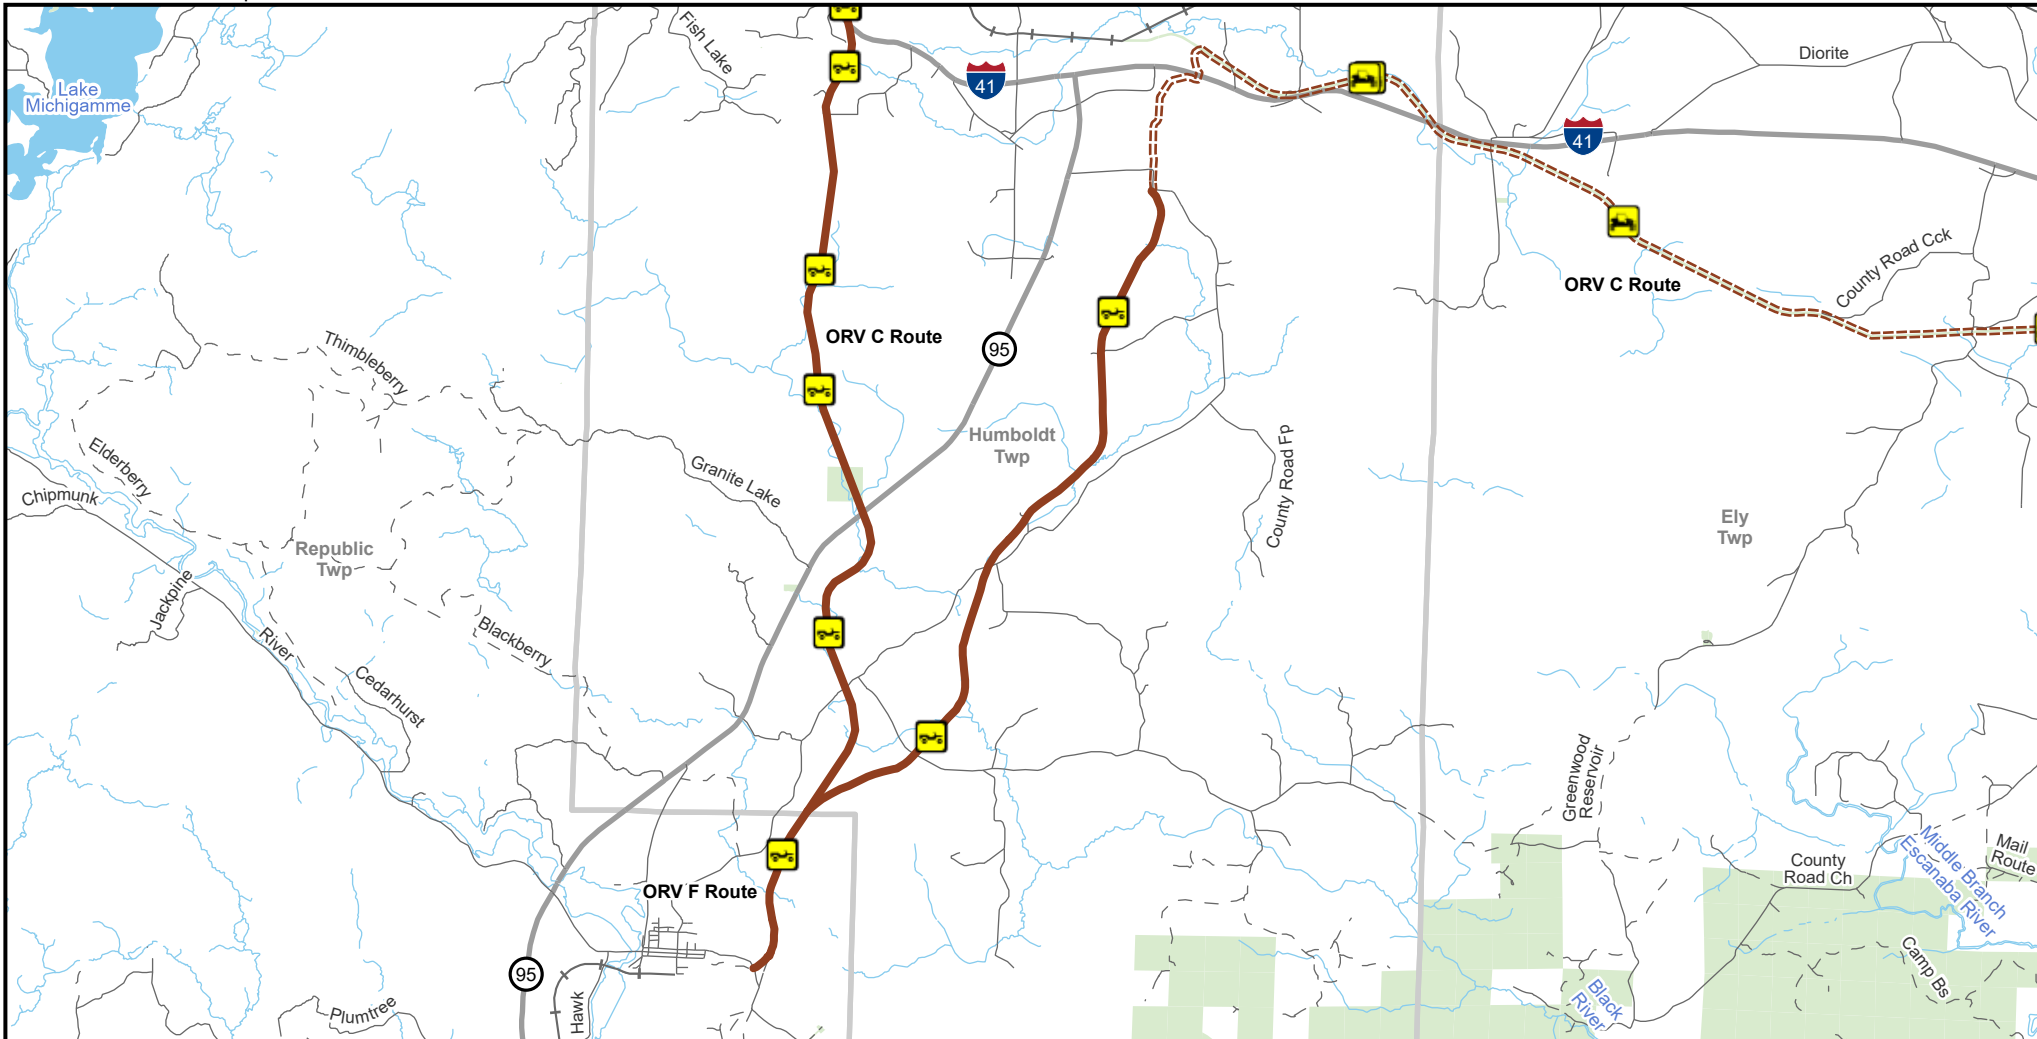 Fish Lake
Diorite
41
Lake
Michigamme
41
County Road Cck
ORV C Route
ORV C Route
95
Thimbleberry
Humboldt
Twp
Elderberry
Granite Lake
County Road Fp
Chipmunk
Ely
Twp
Republic
Twp
Jackpine
River
Blackberry
Cedarhurst
Greenwood
Reservoir
Middle Branch
Escanaba River
Mail
Route
County
Road Ch
ORV F Route
Camp Bs
95
Hawk
Plumtree
Black
River